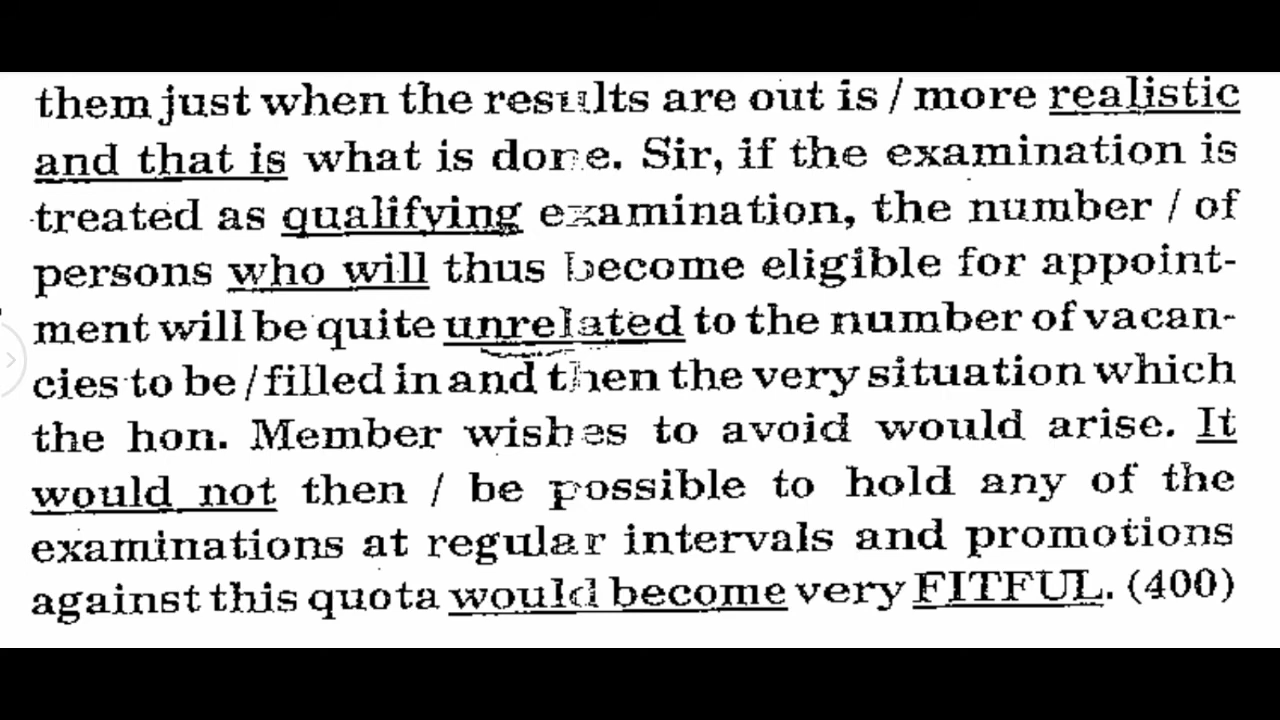 them just when the results are out is / more realistic
and that is what is done. Sir, if the examination is
treated as qualifying examination, the number / of
persons who will thus become eligible for appoint-
ment will be quite unrelated to the number of vacan-
cies to be / filled in and then the very situation which
the hon. Member wishes to avoid would arise. It
would not then / be possible to hold any of the
examinations at regular intervals and promotions
against this quota would become very FITFUL. (400)